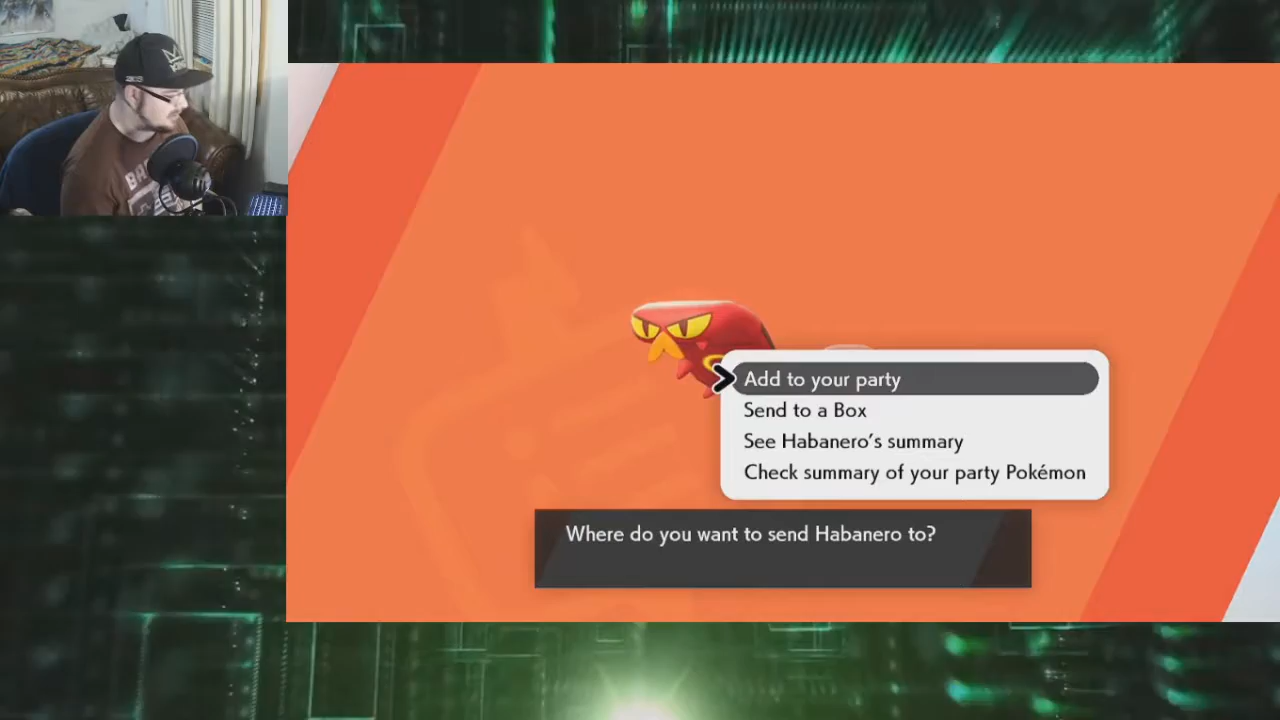 Add to your party
Send to a Box
See Habanero's summary
Check summary of your party Pokémon
Where do you want to send Habanero to?